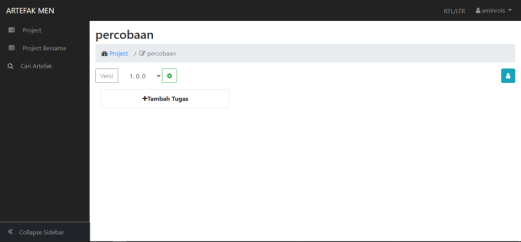 ARTEFAK MEN
RTL/LTR aminrois
Project
Project Bersama
Cari Artefak
Collapse Sidebar
percobaan
Project / percobaan
Versi 1. 0. 0
+Tambah Tugas